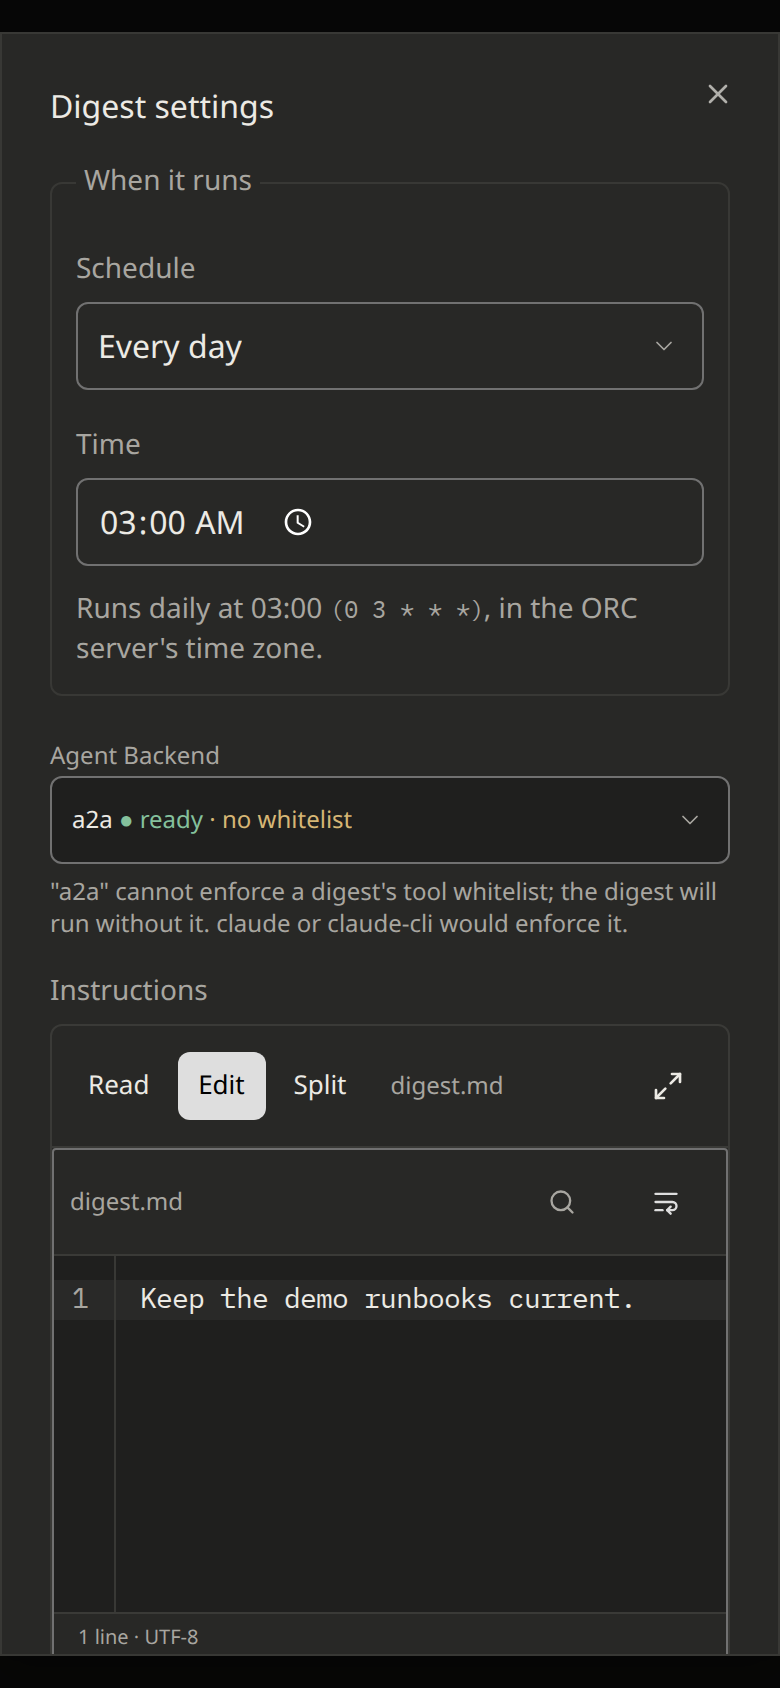 Digest settings
When it runs
Schedule
Every day
Time
03:00 AM
Runs daily at 03:00 (0 3 * * *), in the ORC
server's time zone.
Agent Backend
a2a ● ready · no whitelist
"a2a" cannot enforce a digest's tool whitelist; the digest will
run without it. claude or claude-cli would enforce it.
Instructions
Read Edit Split digest.md
digest.md
1 Keep the demo runbooks current.
1 line · UTF-8